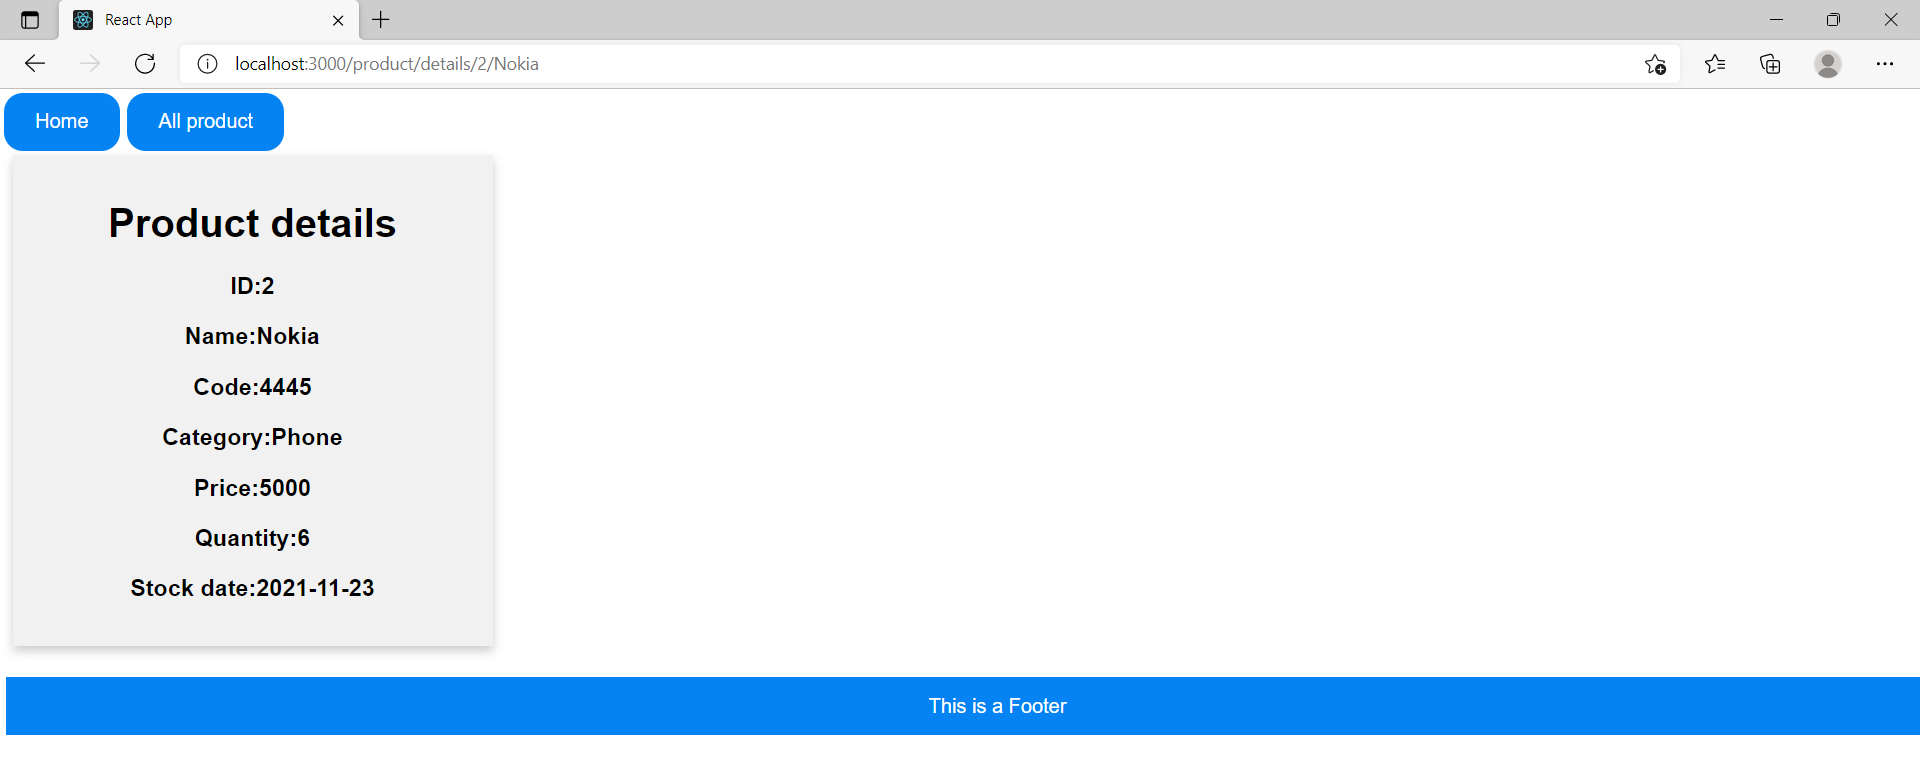 React App
localhost:3000/product/details/2/Nokia
Home
All product
Product details
ID:2
Name:Nokia
Code:4445
Category:Phone
Price:5000
Quantity:6
Stock date:2021-11-23
This is a Footer